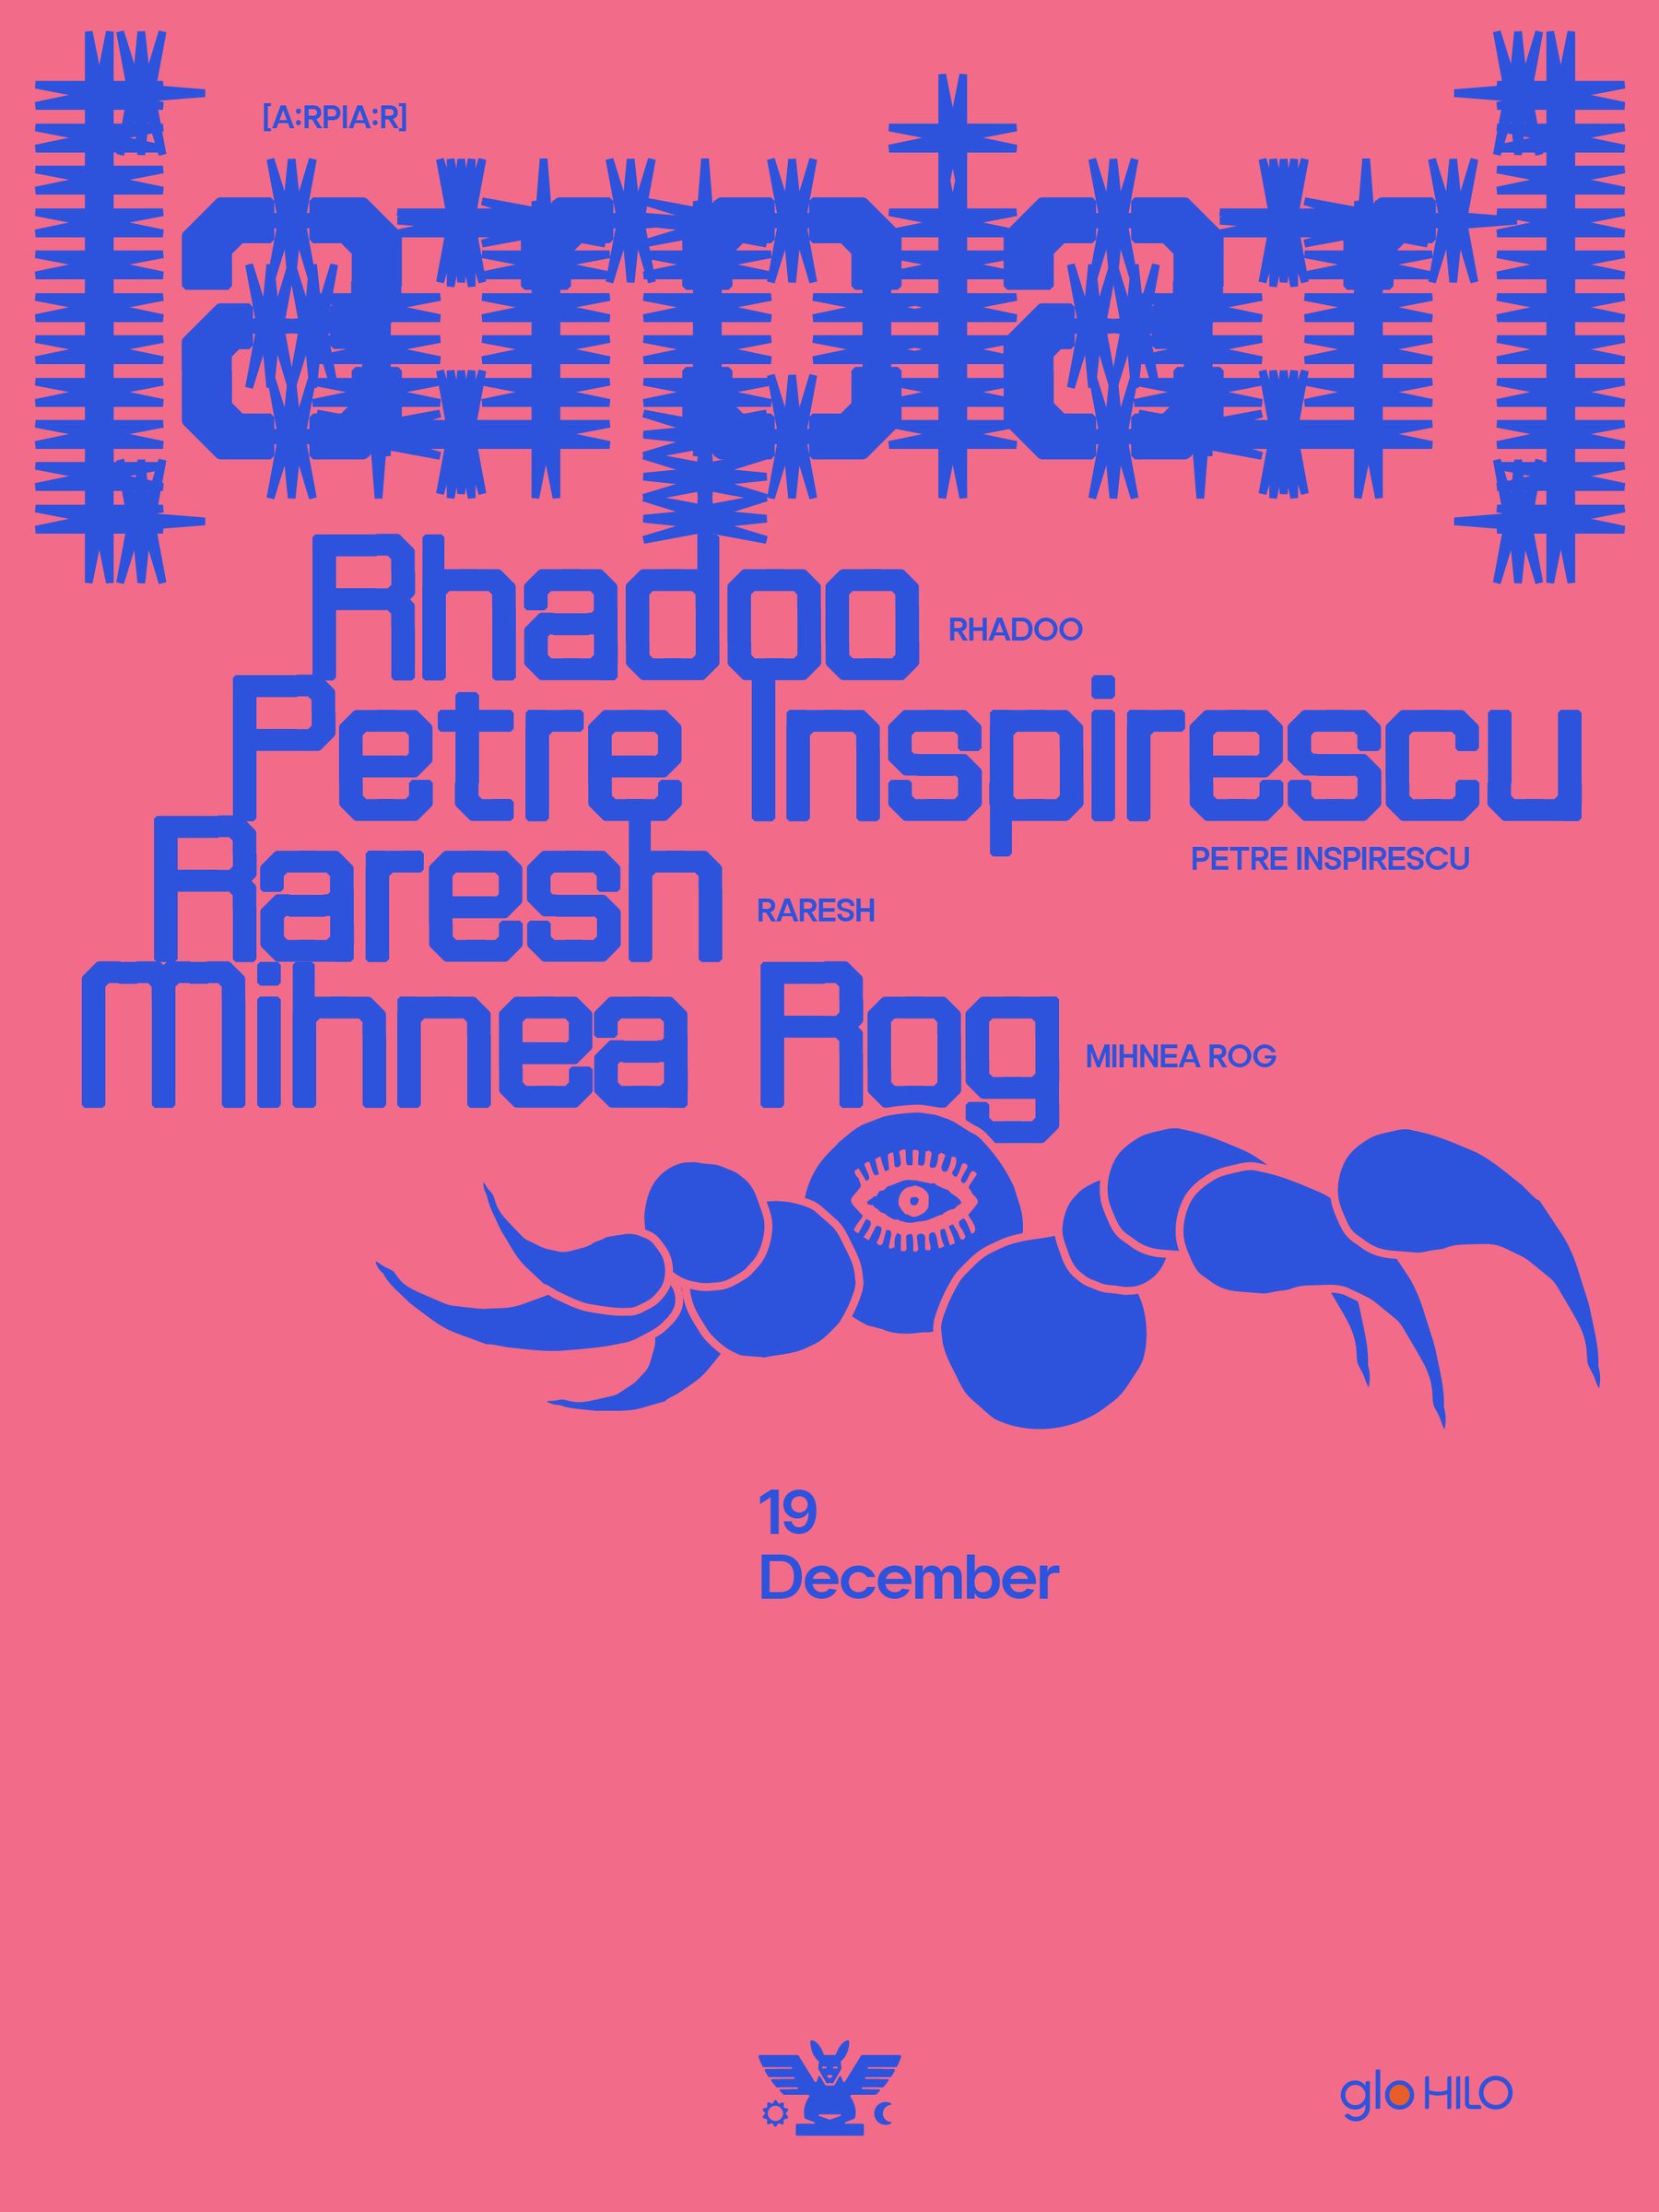 [A:RPIA:R]
[a:rpia:r]
Rhadoo
RHADOO
Petre Inspirescu
PETRE INSPIRESCU
Raresh
RARESH
Mihnea Rog
MIHNEA ROG
19
December
glo HILO